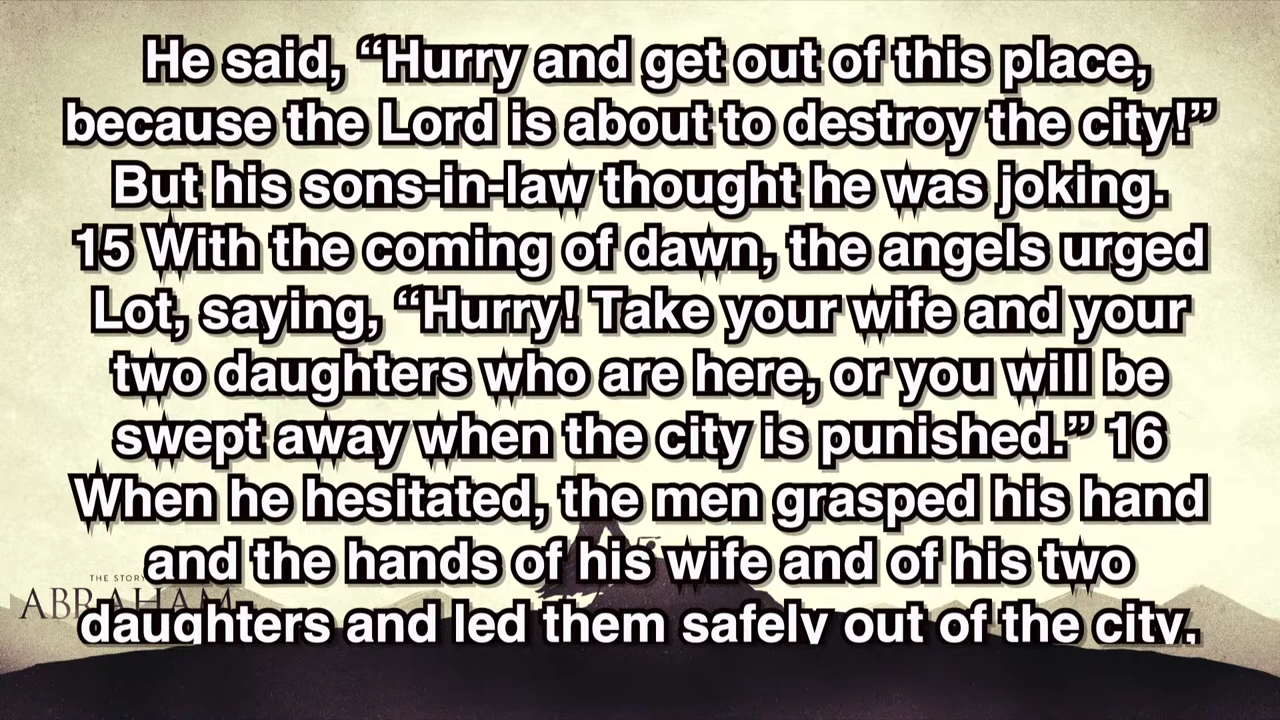 He said, “Hurry and get out of this place,
because the Lord is about to destroy the city!”
But his sons-in-law thought he was joking.
15 With the coming of dawn, the angels urged
Lot, saying, “Hurry! Take your wife and your
two daughters who are here, or you will be
swept away when the city is punished.” 16
When he hesitated, the men grasped his hand
and the hands of his wife and of his two
daughters and led them safely out of the city,
THE STORY
ABRAHAM